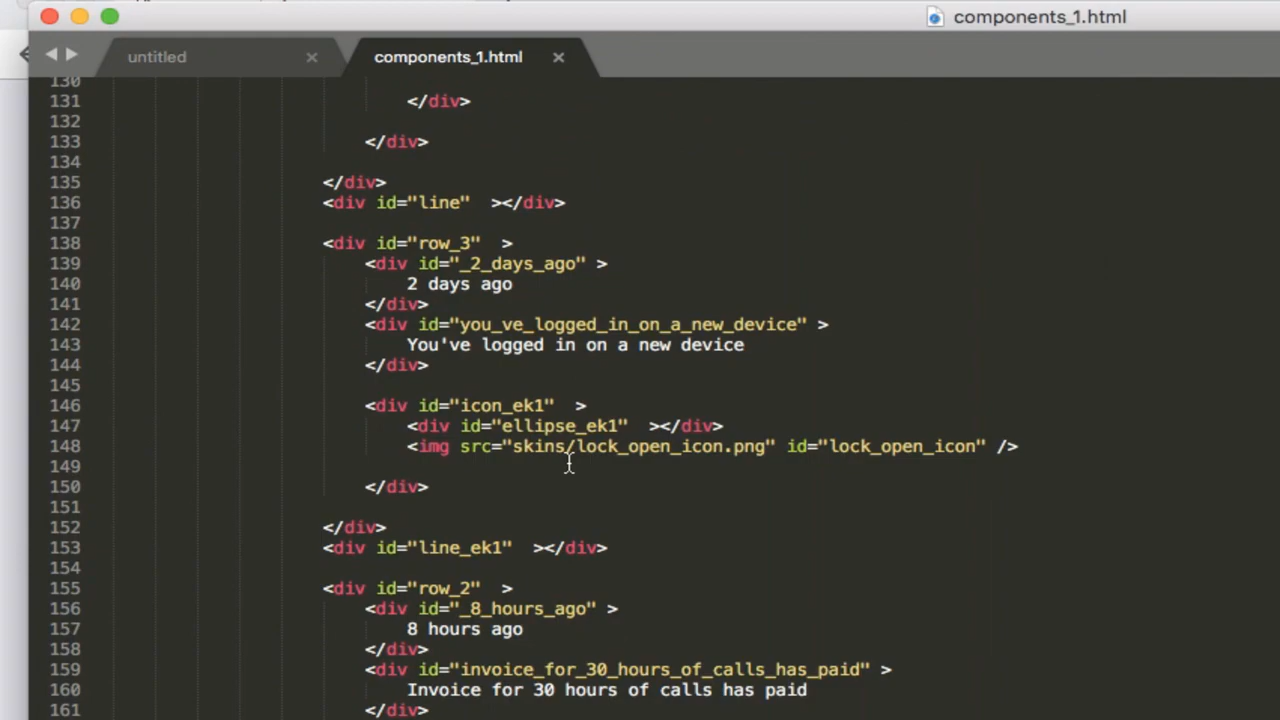 components_1.html
untitled
components_1.html
130
131 </div>
132
133 </div>
134
135 </div>
136 <div id="line"  ></div>
137
138 <div id="row_3"  >
139 <div id="_2_days_ago" >
140 2 days ago
141 </div>
142 <div id="you_ve_logged_in_on_a_new_device" >
143 You've logged in on a new device
144 </div>
145
146 <div id="icon_ek1"  >
147 <div id="ellipse_ek1"  ></div>
148 <img src="skins/lock_open_icon.png" id="lock_open_icon" />
149
150 </div>
151
152 </div>
153 <div id="line_ek1"  ></div>
154
155 <div id="row_2"  >
156 <div id="_8_hours_ago" >
157 8 hours ago
158 </div>
159 <div id="invoice_for_30_hours_of_calls_has_paid" >
160 Invoice for 30 hours of calls has paid
161 </div>